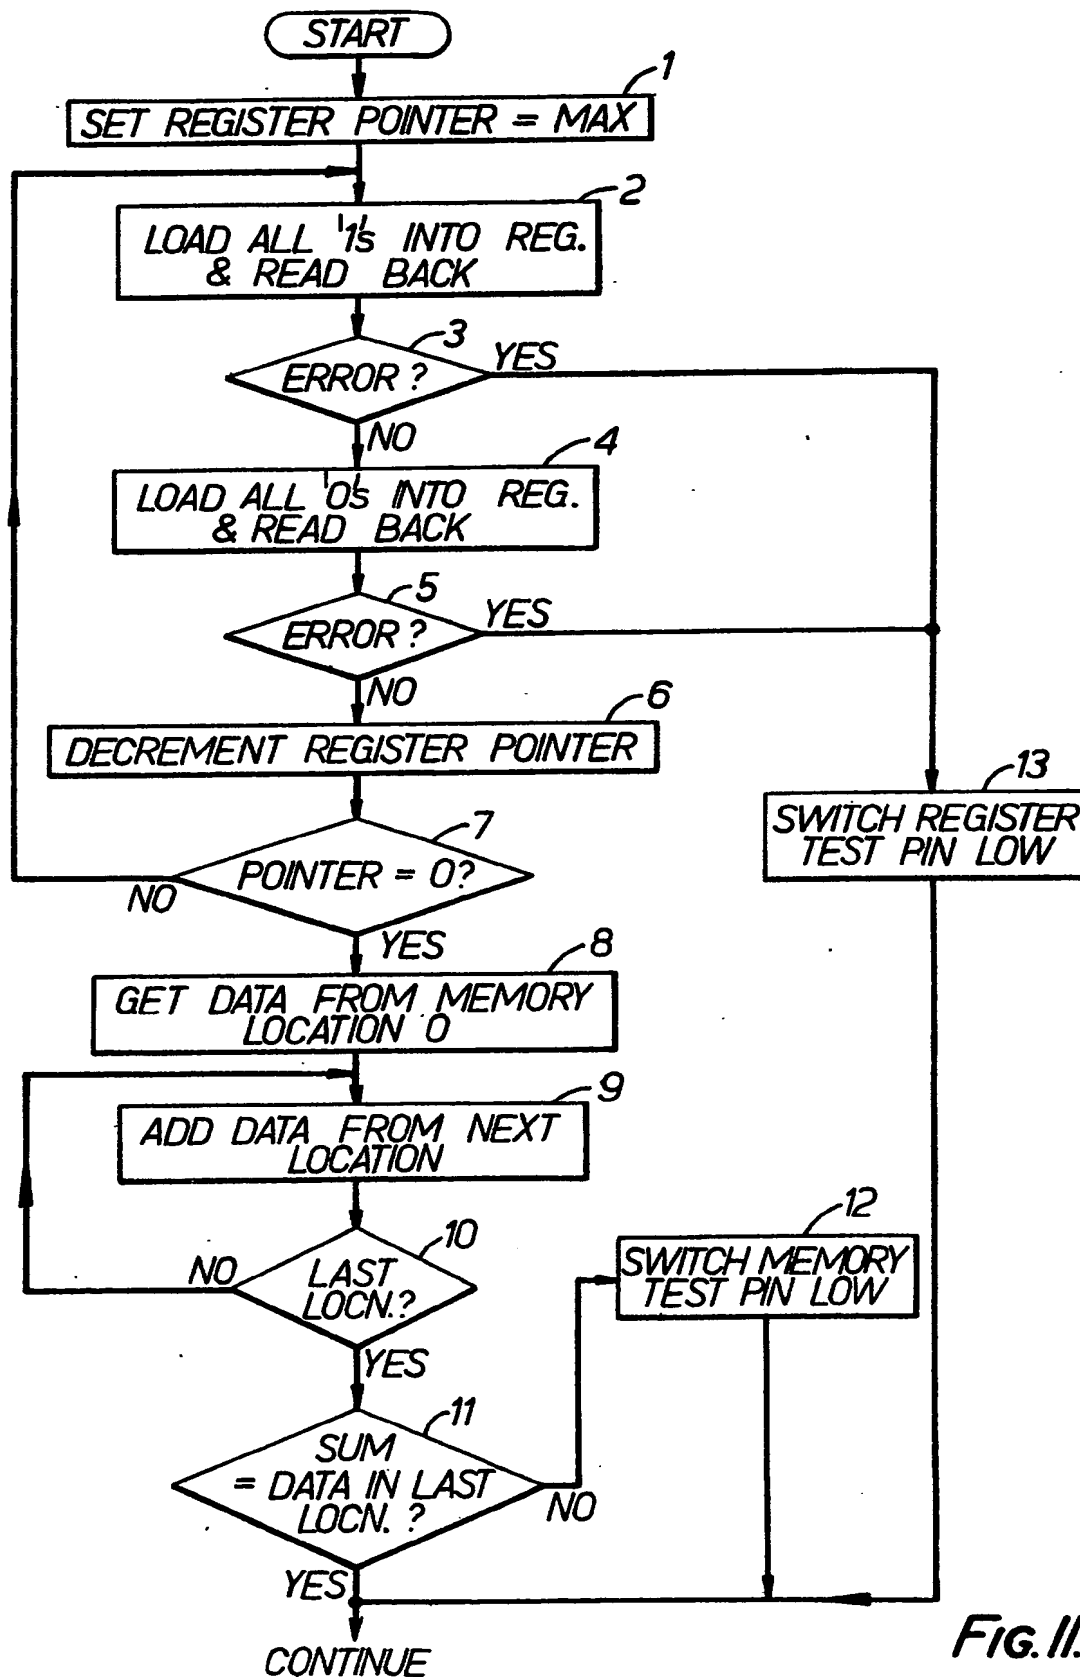 START
1
SET REGISTER POINTER = MAX
2
LOAD ALL '1's INTO REG.
& READ BACK
3
ERROR ?
YES
NO
4
LOAD ALL '0's INTO REG.
& READ BACK
5
ERROR ?
YES
NO
6
DECREMENT REGISTER POINTER
13
SWITCH REGISTER
TEST PIN LOW
7
POINTER = 0?
NO
YES
8
GET DATA FROM MEMORY
LOCATION 0
9
ADD DATA FROM NEXT
LOCATION
10
LAST
LOCN.?
NO
YES
12
SWITCH MEMORY
TEST PIN LOW
11
SUM
= DATA IN LAST
LOCN. ?
NO
YES
CONTINUE
FIG. II.